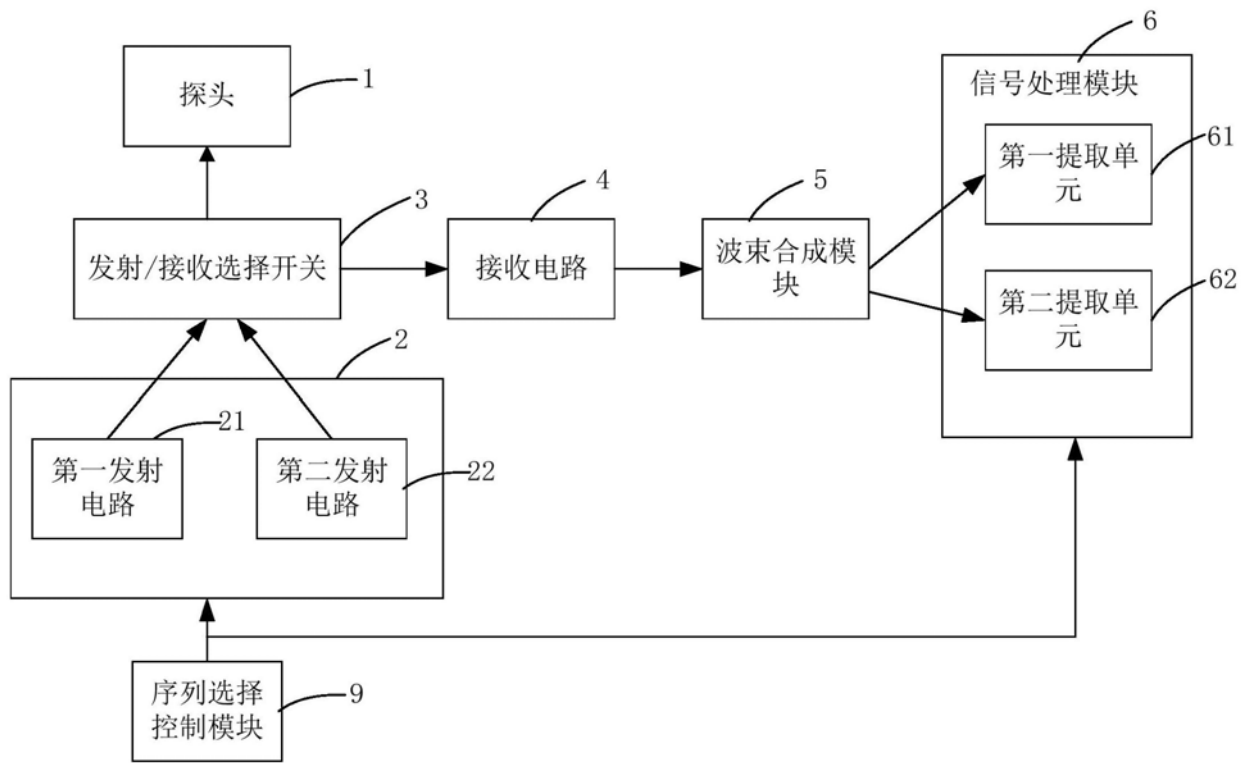 6
信号处理模块
探头
1
第一提取单
元
61
发射/接收选择开关
3
接收电路
4
波束合成模
块
5
第二提取单
元
62
2
第一发射
电路
21
第二发射
电路
22
序列选择
控制模块
9